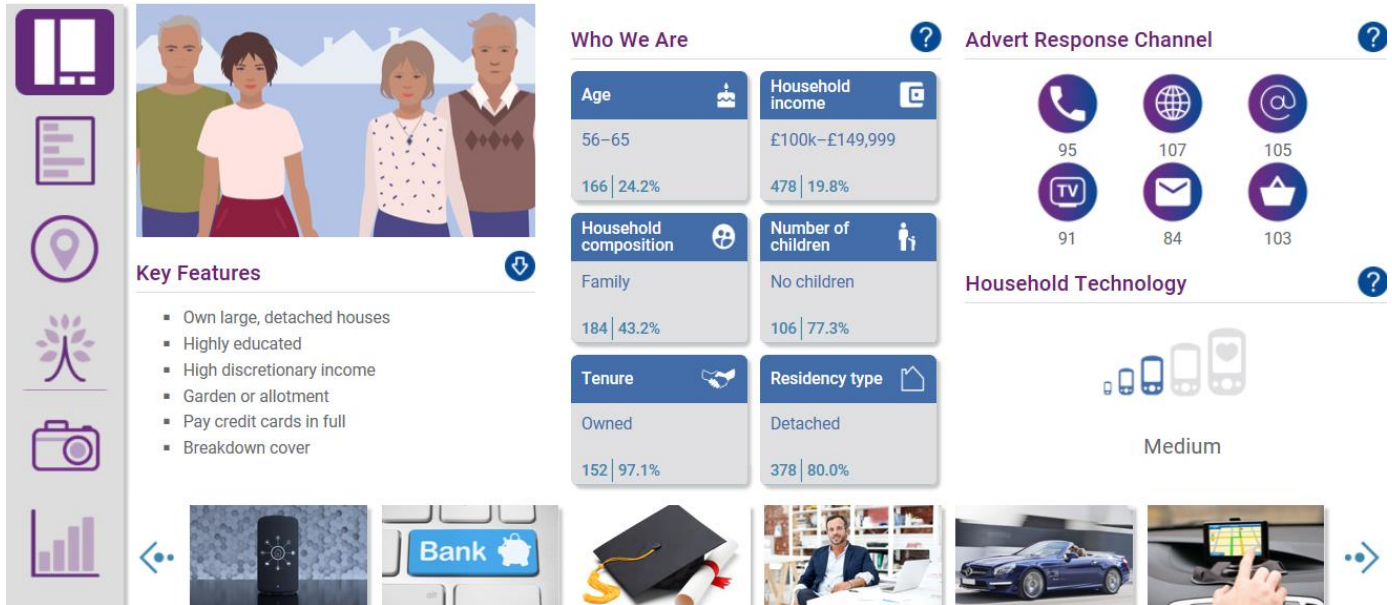 Key Features
Own large, detached houses
Highly educated
High discretionary income
Garden or allotment
Pay credit cards in full
Breakdown cover
Who We Are
?
Age
56–65
166 | 24.2%
Household
income
£100k–£149,999
478 | 19.8%
Household
composition
Family
184 | 43.2%
Number of
children
No children
106 | 77.3%
Tenure
Owned
152 | 97.1%
Residency type
Detached
378 | 80.0%
Advert Response Channel
?
@
95
107
105
TV
91
84
103
Household Technology
?
Medium
Bank